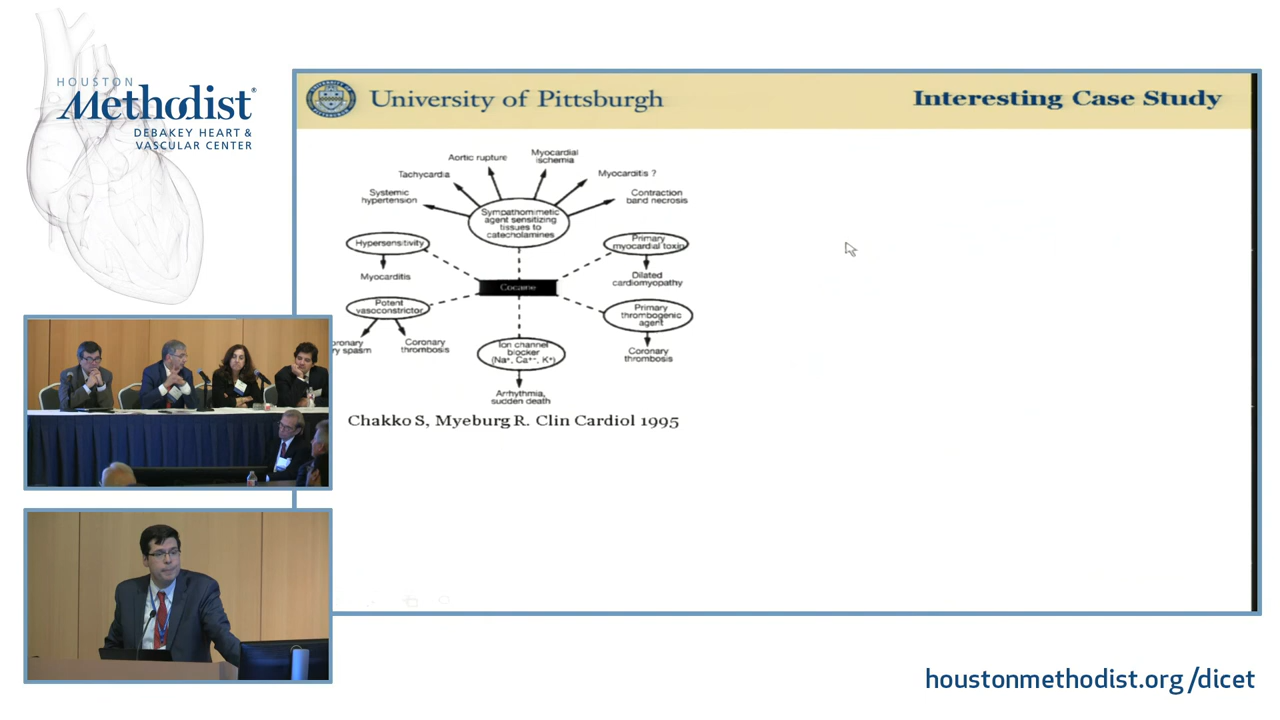 HOUSTON
Methodist®
DEBAKEY HEART &
VASCULAR CENTER
University of Pittsburgh
Interesting Case Study
Aortic rupture
Myocardial
ischemia
Tachycardia
Myocarditis ?
Systemic
hypertension
Contraction
band necrosis
Sympathomimetic
agent sensitizing
tissues to
catecholamines
Hypersensitivity
Primary
myocardial toxin
Myocarditis
Dilated
cardiomyopathy
Cocaine
Potent
vasoconstrictor
Primary
thrombogenic
agent
oronary
ry spasm
Coronary
thrombosis
Ion channel
blocker
(Na⁺, Ca⁺⁺, K⁺)
Coronary
thrombosis
Arrhythmia,
sudden death
Chakko S, Myeburg R. Clin Cardiol 1995
houstonmethodist.org/dicet